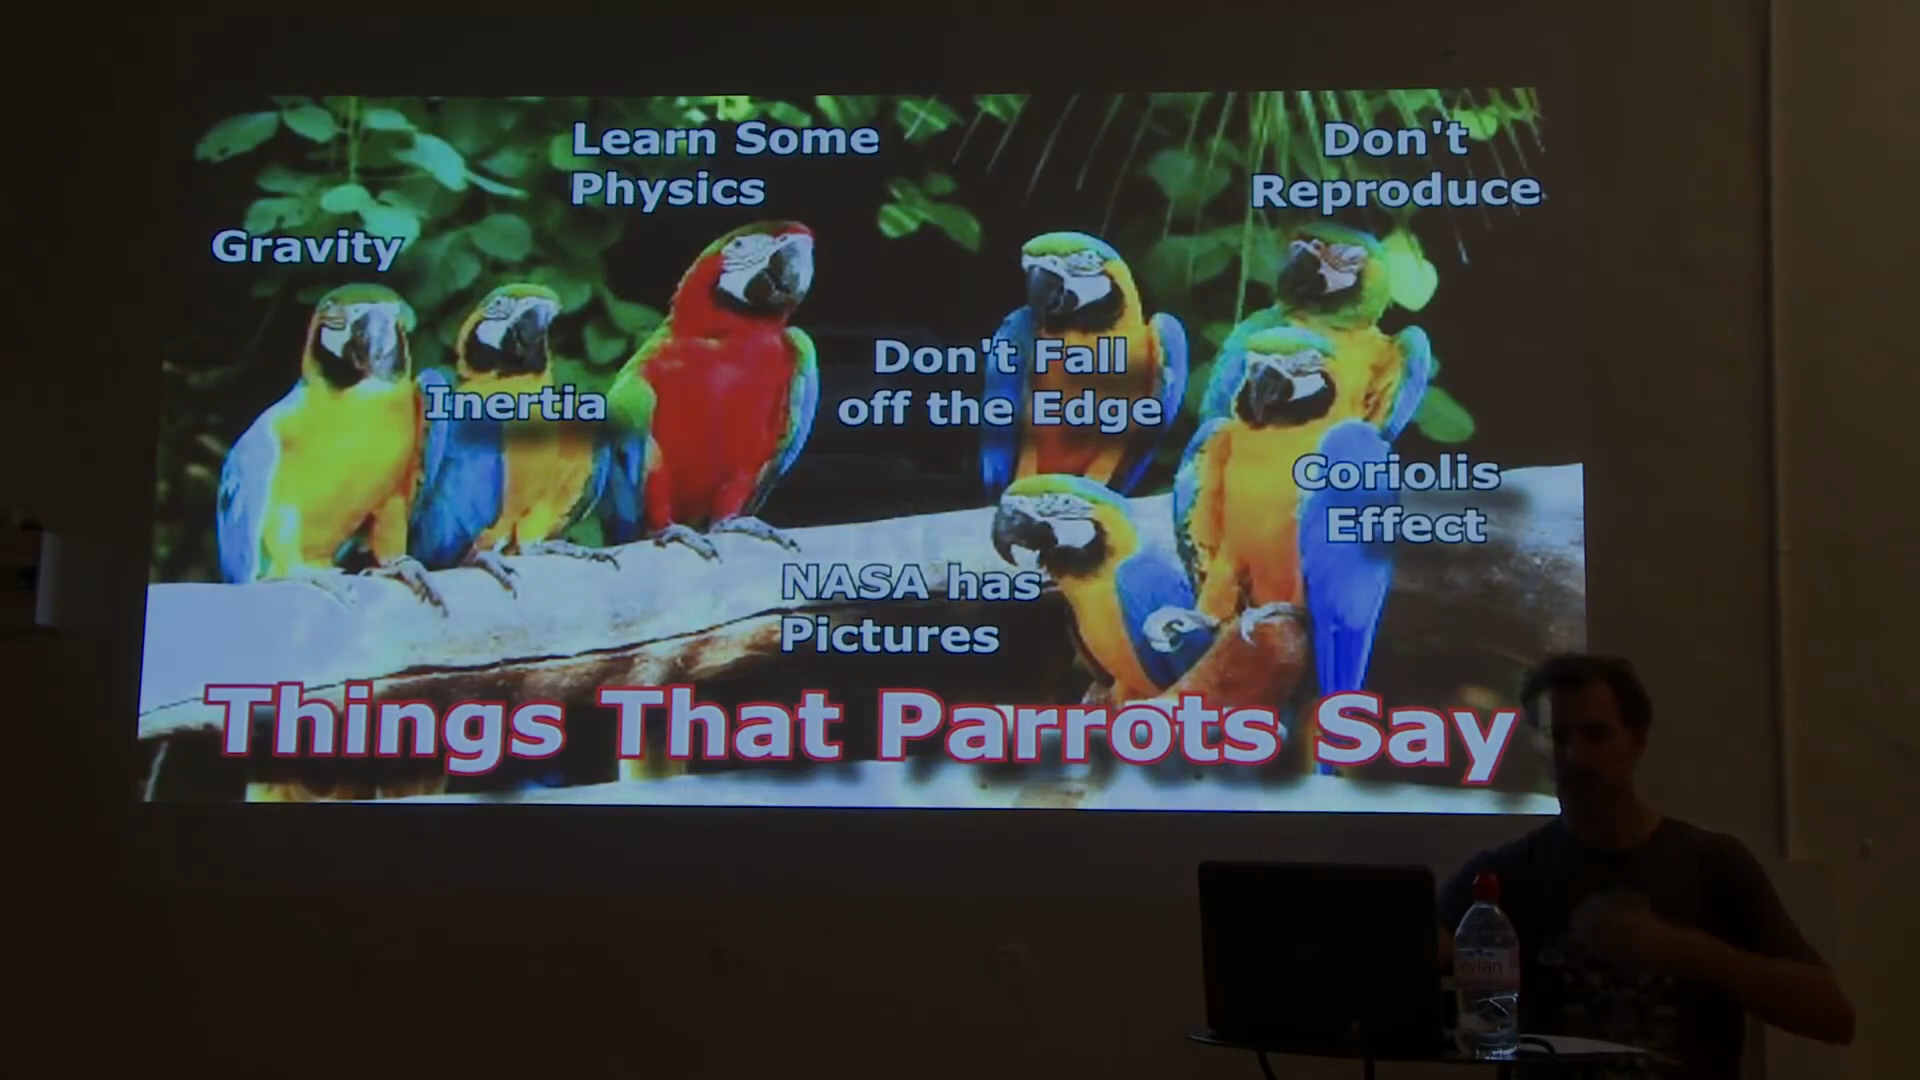 Learn Some
Physics
Don't
Reproduce
Gravity
Inertia
Don't Fall
off the Edge
Coriolis
Effect
NASA has
Pictures
Things That Parrots Say
evian